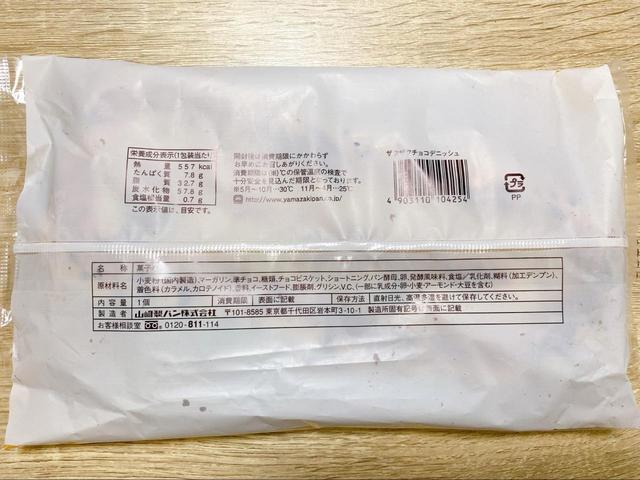 栄養成分表示(1包装当たり)
熱 量 557 kcal
たんぱく質 7.8 g
脂 質 32.7 g
炭水化物 57.8 g
食塩相当量 0.7 g
この表示値は、目安です。
開封後は消費期限にかかわらず
お早めにお召しあがりください。
消費期限は(※)℃の保管温度の検査で
十分安全を見込んだ期限となっております。
※5月~10月…30℃ 11月~4月…25℃
http://www.yamazakipan.co.jp/
ザクザクチョコデニッシュ
4 903110 104254
プラ
PP
名 称 菓子パン
原材料名 小麦粉(国内製造)、マーガリン、準チョコ、糖類、チョコビスケット、ショートニング、パン酵母、卵、発酵風味料、食塩/乳化剤、糊料(加工デンプン)、
着色料(カラメル、カロテノイド)、香料、イーストフード、膨脹剤、グリシン、V.C、(一部に乳成分・卵・小麦・アーモンド・大豆を含む)
内容量 1個 消費期限 表面に記載 保存方法 直射日光、高温多湿を避けて保存してください。
製造者 山崎製パン株式会社 〒101-8585 東京都千代田区岩本町3-10-1 製造所固有記号は表面に記載
お客様相談室 0120-811-114